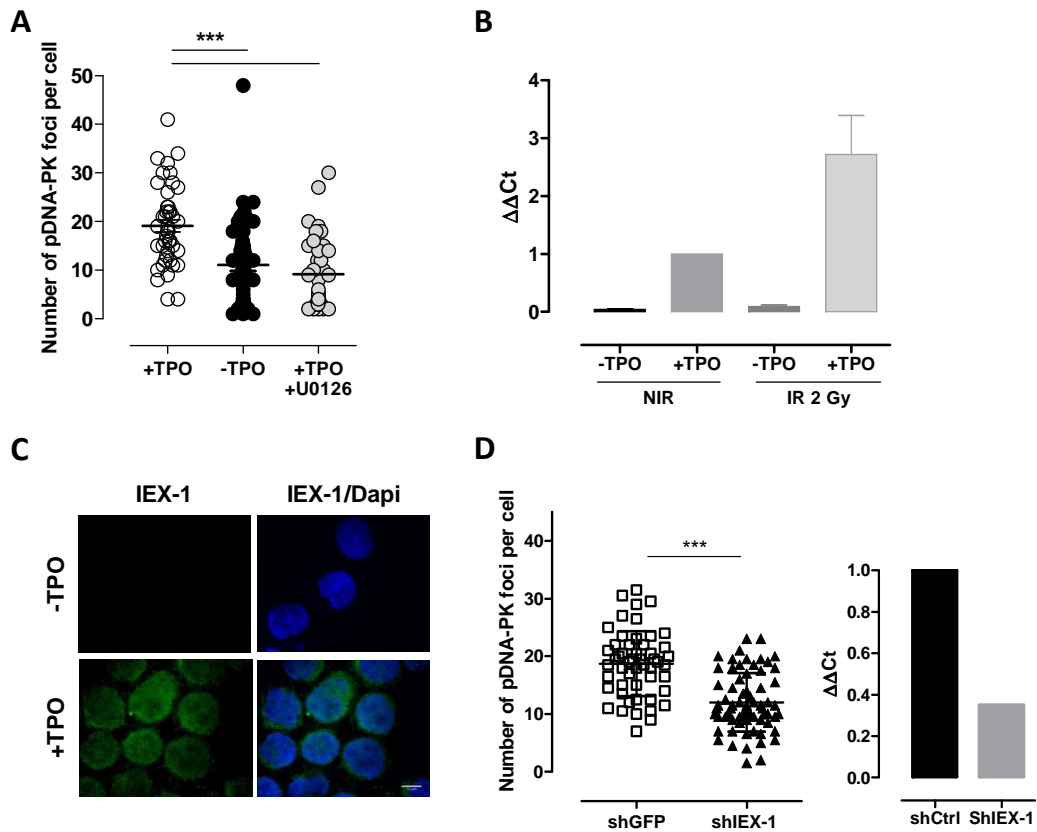 A
Number of pDNA-PK foci per cell
50
40
30
20
10
0
***
+TPO
-TPO
+TPO
+U0126
B
ΔΔCt
4
3
2
1
0
-TPO
+TPO
-TPO
+TPO
NIR
IR 2 Gy
C
IEX-1
IEX-1/Dapi
-TPO
+TPO
D
Number of pDNA-PK foci per cell
40
30
20
10
0
***
shGFP
shIEX-1
ΔΔCt
1.0
0.8
0.6
0.4
0.2
0.0
shCtrl
ShIEX-1